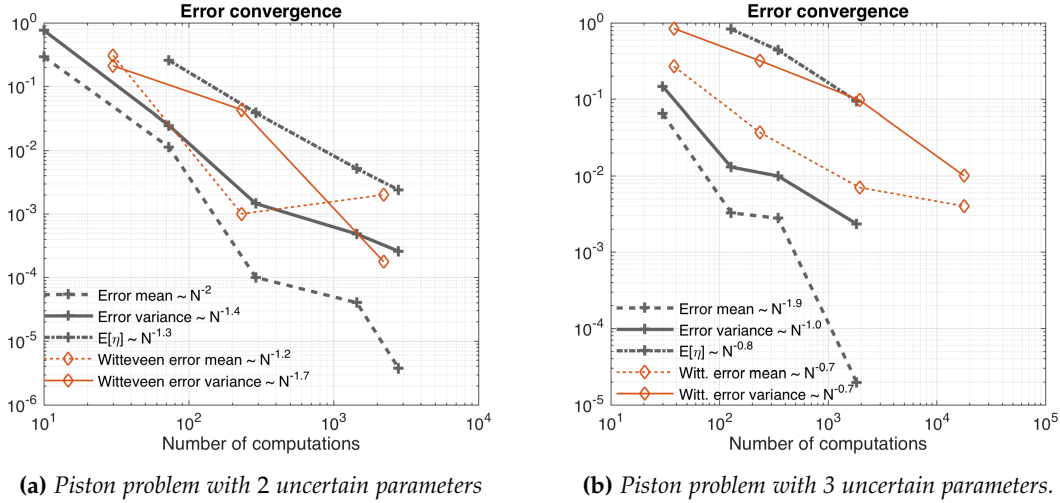 Error convergence
10^0
10^-1
10^-2
10^-3
10^-4
10^-5
10^-6
Error mean ~ N^-2
Error variance ~ N^-1.4
E[η] ~ N^-1.3
Witteveen error mean ~ N^-1.2
Witteveen error variance ~ N^-1.7
10^1 10^2 10^3 10^4
Number of computations
(a) Piston problem with 2 uncertain parameters
Error convergence
10^0
10^-1
10^-2
10^-3
10^-4
10^-5
Error mean ~ N^-1.9
Error variance ~ N^-1.0
E[η] ~ N^-0.8
Witt. error mean ~ N^-0.7
Witt. error variance ~ N^-0.7
10^1 10^2 10^3 10^4 10^5
Number of computations
(b) Piston problem with 3 uncertain parameters.